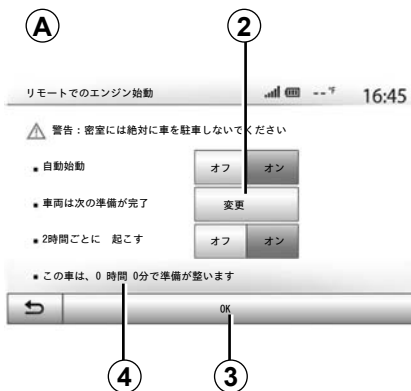 A
2
リモートでのエンジン始動 --°F 16:45
警告：密室には絶対に車を駐車しないでください
▪ 自動始動 オフ オン
▪ 車両は次の準備が完了 変更
▪ 2時間ごとに 起こす オフ オン
▪ この車は、0 時間 0分で準備が整います
OK
4 3